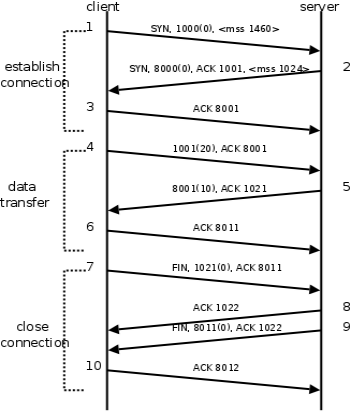 client server
1 SYN, 1000(0), <mss 1460>
establish
connection
SYN, 8000(0), ACK 1001, <mss 1024> 2
3 ACK 8001
4 1001(20), ACK 8001
data
transfer
8001(10), ACK 1021 5
6 ACK 8011
7 FIN, 1021(0), ACK 8011
close
connection
ACK 1022 8
FIN, 8011(0), ACK 1022 9
10 ACK 8012